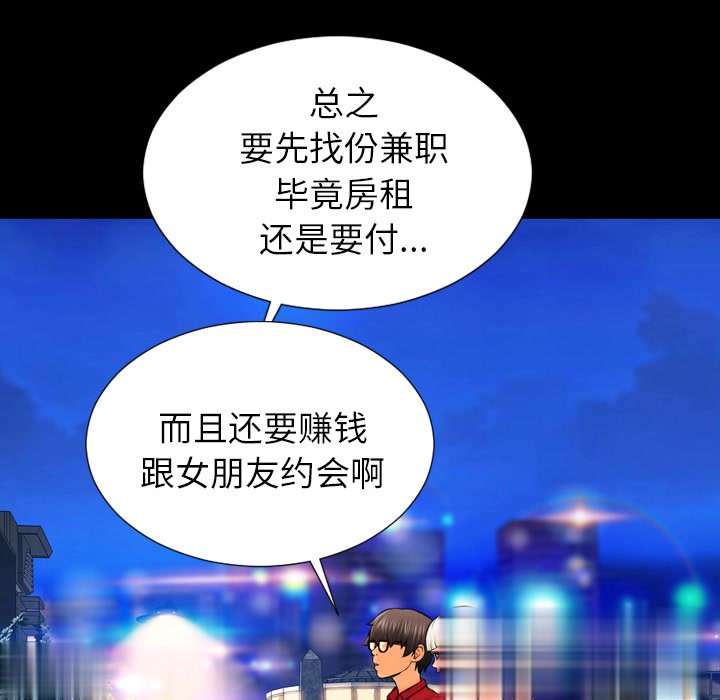 总之
要先找份兼职
毕竟房租
还是要付...
而且还要赚钱
跟女朋友约会啊